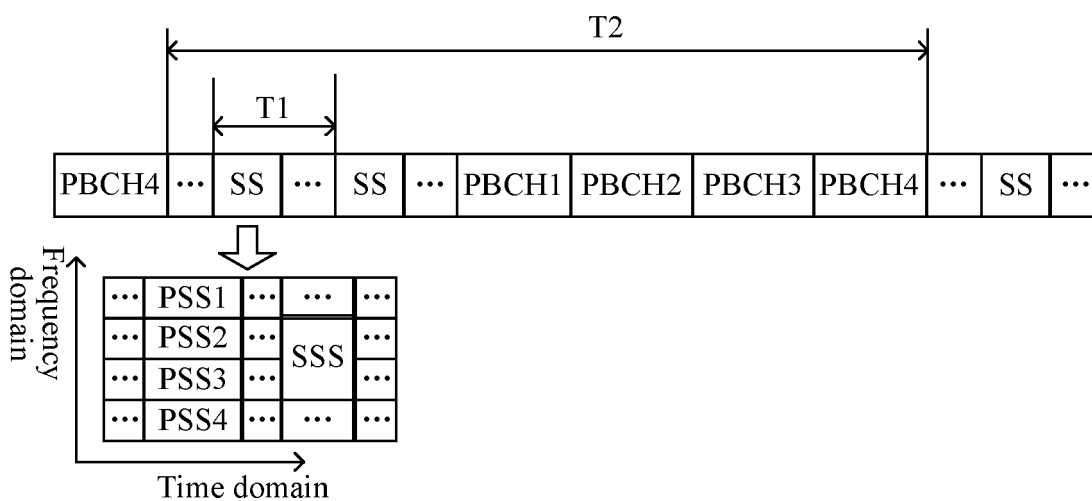 T2
T1
PBCH4 ··· SS ··· SS ··· PBCH1 PBCH2 PBCH3 PBCH4 ··· SS ···
Frequency
domain
··· PSS1 ··· ··· ···
··· PSS2 ··· SSS ···
··· PSS3 ··· ···
··· PSS4 ··· ··· ···
Time domain